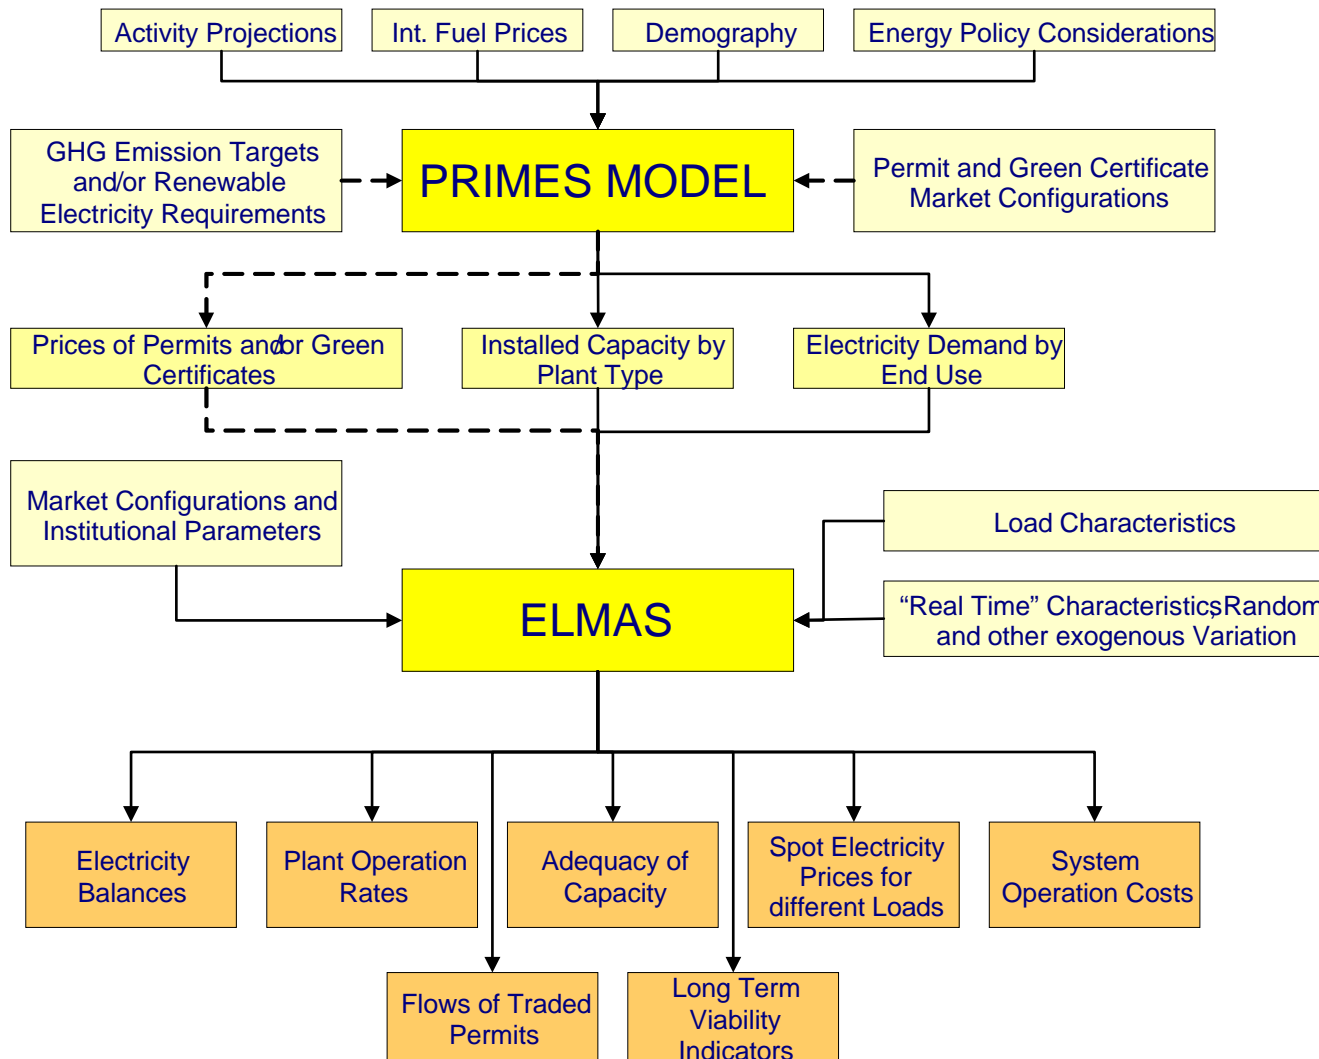 Activity Projections
Int. Fuel Prices
Demography
Energy Policy Considerations
GHG Emission Targets
and/or Renewable
Electricity Requirements
PRIMES MODEL
Permit and Green Certificate
Market Configurations
Prices of Permits and/or Green
Certificates
Installed Capacity by
Plant Type
Electricity Demand by
End Use
Market Configurations and
Institutional Parameters
Load Characteristics
ELMAS
“Real Time” Characteristics, Random
and other exogenous Variation
Electricity
Balances
Plant Operation
Rates
Adequacy of
Capacity
Spot Electricity
Prices for
different Loads
System
Operation Costs
Flows of Traded
Permits
Long Term
Viability
Indicators